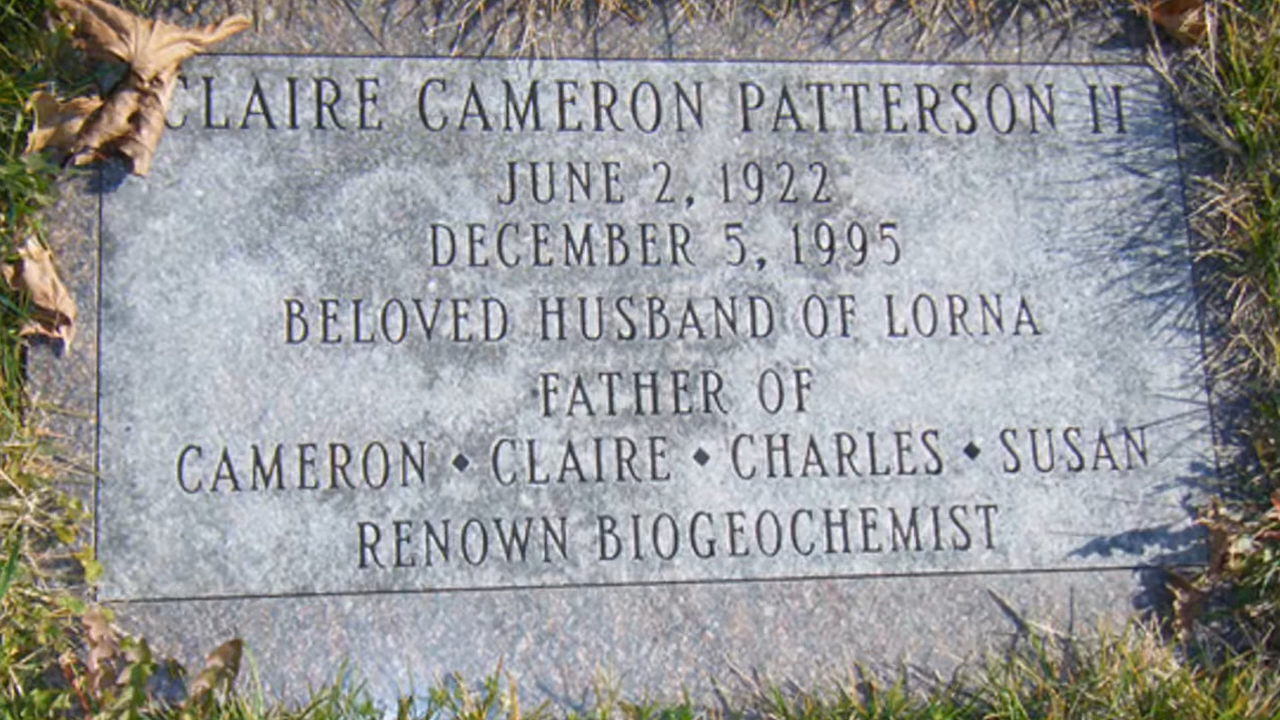 CLAIRE CAMERON PATTERSON II
JUNE 2, 1922
DECEMBER 5, 1995
BELOVED HUSBAND OF LORNA
FATHER OF
CAMERON ◆ CLAIRE ◆ CHARLES ◆ SUSAN
RENOWN BIOGEOCHEMIST